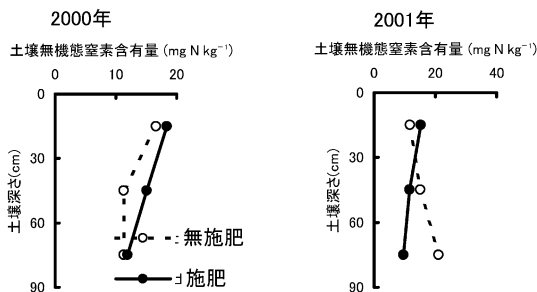 2000年
土壌無機態窒素含有量 (mg N kg⁻¹)
0 10 20
0
30
60
90
土壌深さ(cm)
無施肥
施肥
2001年
土壌無機態窒素含有量 (mg N kg⁻¹)
0 20 40
0
30
60
90
土壌深さ(cm)